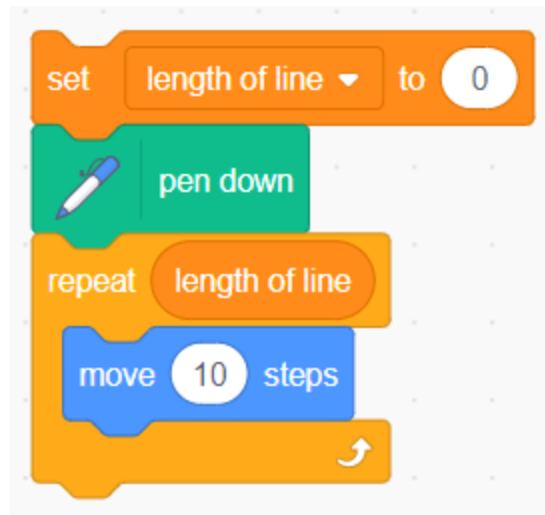 set length of line to 0
pen down
repeat length of line
move 10 steps